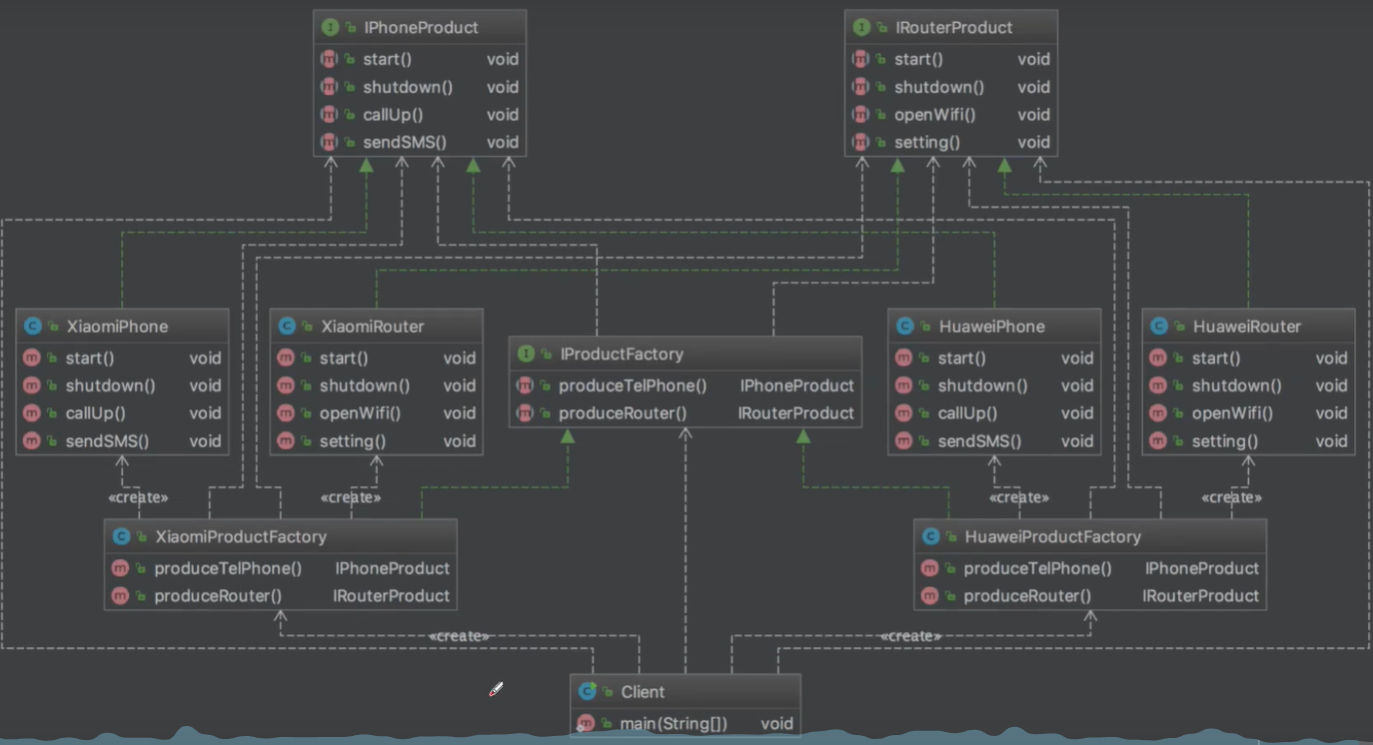 IPhoneProduct
start() void
shutdown() void
callUp() void
sendSMS() void
IRouterProduct
start() void
shutdown() void
openWifi() void
setting() void
XiaomiPhone
start() void
shutdown() void
callUp() void
sendSMS() void
XiaomiRouter
start() void
shutdown() void
openWifi() void
setting() void
IProductFactory
produceTelPhone() IPhoneProduct
produceRouter() IRouterProduct
HuaweiPhone
start() void
shutdown() void
callUp() void
sendSMS() void
HuaweiRouter
start() void
shutdown() void
openWifi() void
setting() void
«create»
«create»
«create»
«create»
XiaomiProductFactory
produceTelPhone() IPhoneProduct
produceRouter() IRouterProduct
HuaweiProductFactory
produceTelPhone() IPhoneProduct
produceRouter() IRouterProduct
«create»
«create»
Client
main(String[]) void